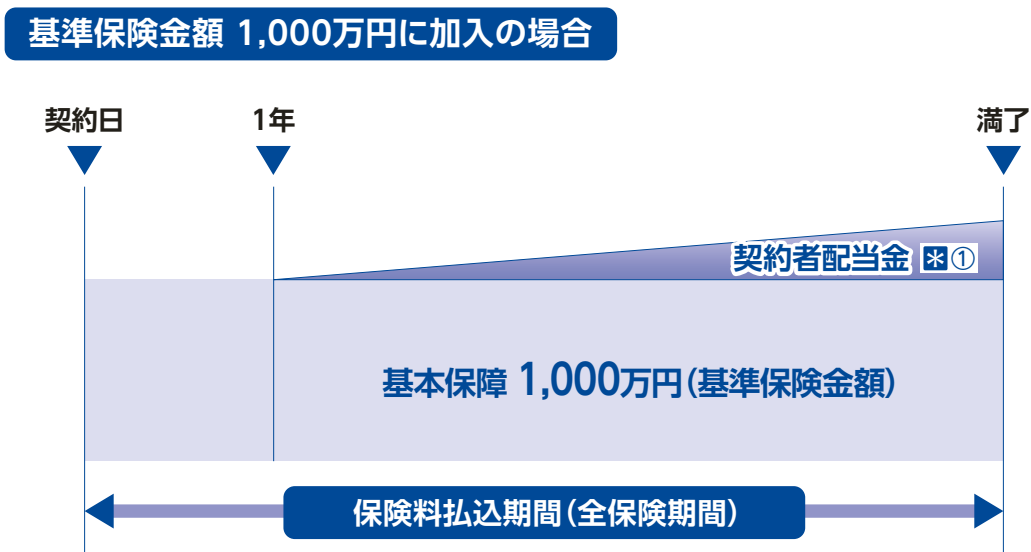 基準保険金額 1,000万円に加入の場合
契約日 1年 満了
契約者配当金 *①
基本保障 1,000万円(基準保険金額)
保険料払込期間(全保険期間)